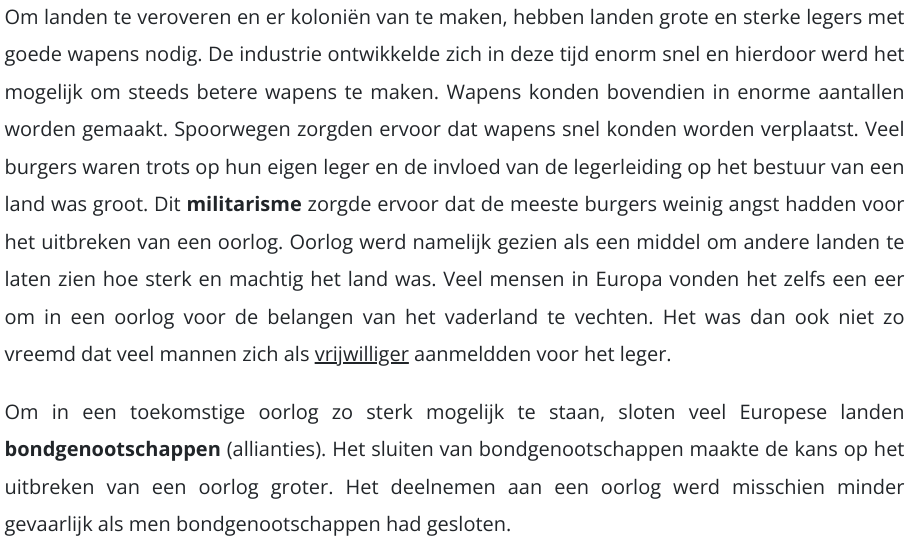 Om landen te veroveren en er koloniën van te maken, hebben landen grote en sterke legers met
goede wapens nodig. De industrie ontwikkelde zich in deze tijd enorm snel en hierdoor werd het
mogelijk om steeds betere wapens te maken. Wapens konden bovendien in enorme aantallen
worden gemaakt. Spoorwegen zorgden ervoor dat wapens snel konden worden verplaatst. Veel
burgers waren trots op hun eigen leger en de invloed van de legerleiding op het bestuur van een
land was groot. Dit militarisme zorgde ervoor dat de meeste burgers weinig angst hadden voor
het uitbreken van een oorlog. Oorlog werd namelijk gezien als een middel om andere landen te
laten zien hoe sterk en machtig het land was. Veel mensen in Europa vonden het zelfs een eer
om in een oorlog voor de belangen van het vaderland te vechten. Het was dan ook niet zo
vreemd dat veel mannen zich als vrijwilliger aanmeldden voor het leger.
Om in een toekomstige oorlog zo sterk mogelijk te staan, sloten veel Europese landen
bondgenootschappen (allianties). Het sluiten van bondgenootschappen maakte de kans op het
uitbreken van een oorlog groter. Het deelnemen aan een oorlog werd misschien minder
gevaarlijk als men bondgenootschappen had gesloten.